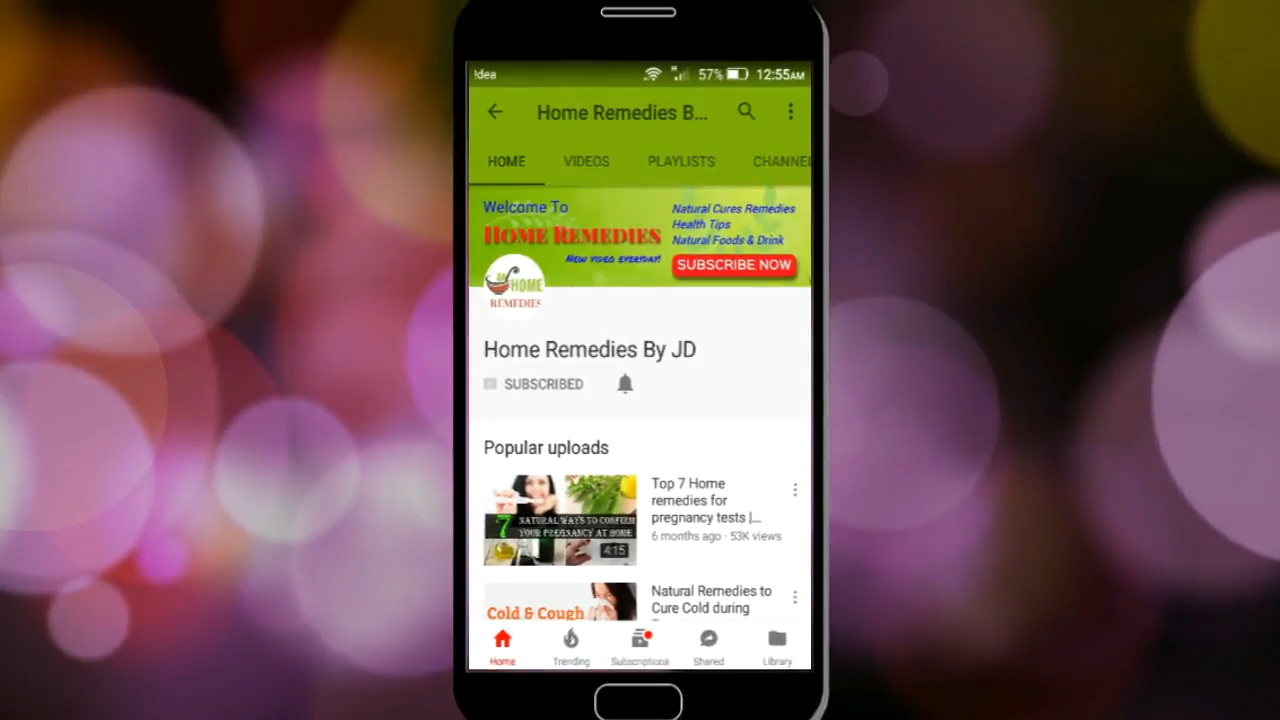 !dea
H
57%
12:55AM
Home Remedies B...
HOME
VIDEOS
PLAYLISTS
CHANNEL
Welcome To
HOME REMEDIES
NEW VIDEO EVERYDAY!
Natural Cures Remedies
Health Tips
Natural Foods & Drink
SUBSCRIBE NOW
HOME
REMEDIES
Home Remedies By JD
SUBSCRIBED
Popular uploads
7 NATURAL WAYS TO CONFIRM
YOUR PREGNANCY AT HOME
4:15
Top 7 Home
remedies for
pregnancy tests |...
6 months ago · 53K views
Cold & Cough
Natural Remedies to
Cure Cold during
Home
Trending
Subscriptions
Shared
Library